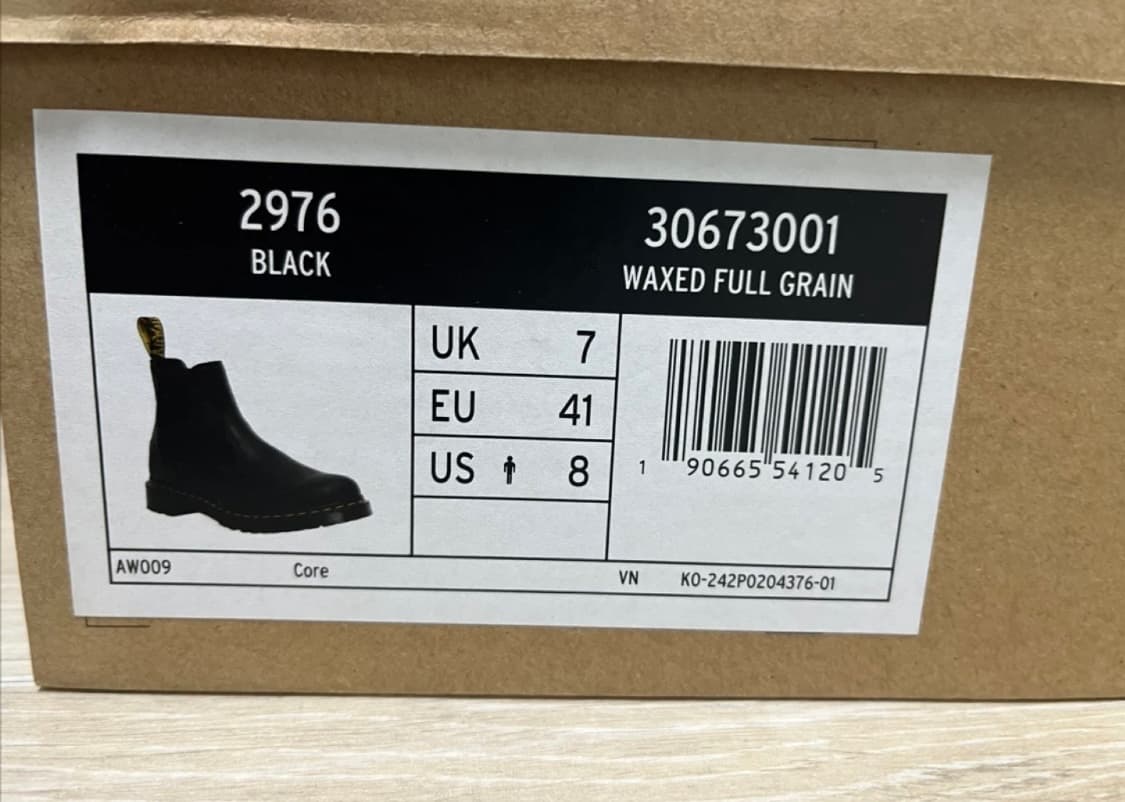 2976
BLACK
30673001
WAXED FULL GRAIN
UK 7
EU 41
US 8
1 90665 54120 5
AW009 Core VN KO-242P0204376-01